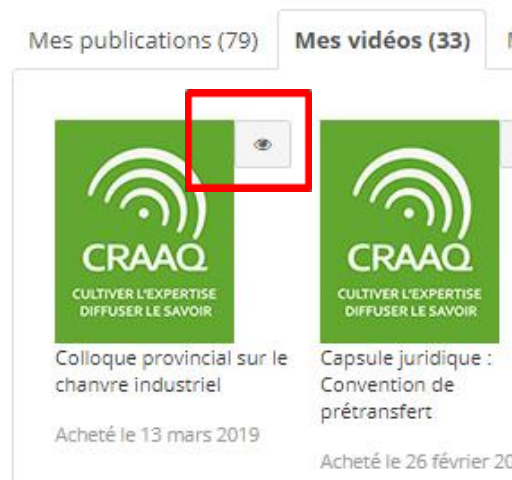 Mes publications (79)
Mes vidéos (33)
CRAAQ
CULTIVER L'EXPERTISE
DIFFUSER LE SAVOIR
Colloque provincial sur le
chanvre industriel
Acheté le 13 mars 2019
CRAAQ
CULTIVER L'EXPERTISE
DIFFUSER LE SAVOIR
Capsule juridique :
Convention de
prétransfert
Acheté le 26 février